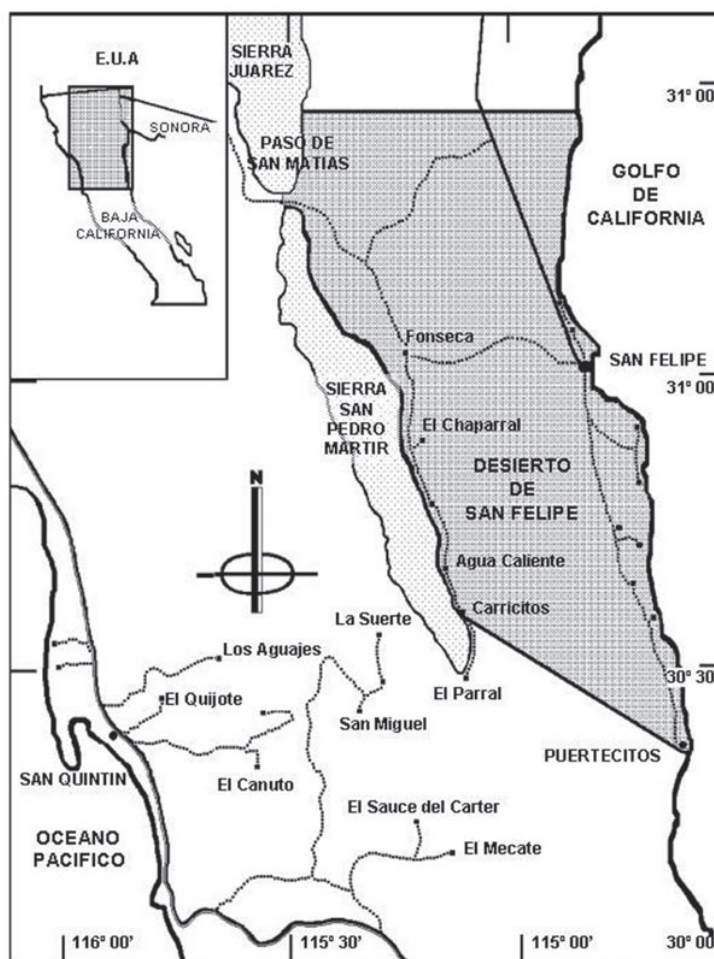 E.U.A
SONORA
BAJA
CALIFORNIA
SIERRA
JUAREZ
PASO DE
SAN MATIAS
31° 00
GOLFO
DE
CALIFORNIA
Fonseca
SAN FELIPE
31° 00
SIERRA
SAN
PEDRO
MARTIR
El Chaparral
DESIERTO
DE
SAN FELIPE
N
Agua Caliente
La Suerte
Carricitos
Los Aguajes
30° 30
El Quijote
El Parral
San Miguel
SAN QUINTIN
El Canuto
PUERTECITOS
OCEANO
PACIFICO
El Sauce del Carter
El Mecate
116° 00'
115° 30'
115° 00'
30° 00